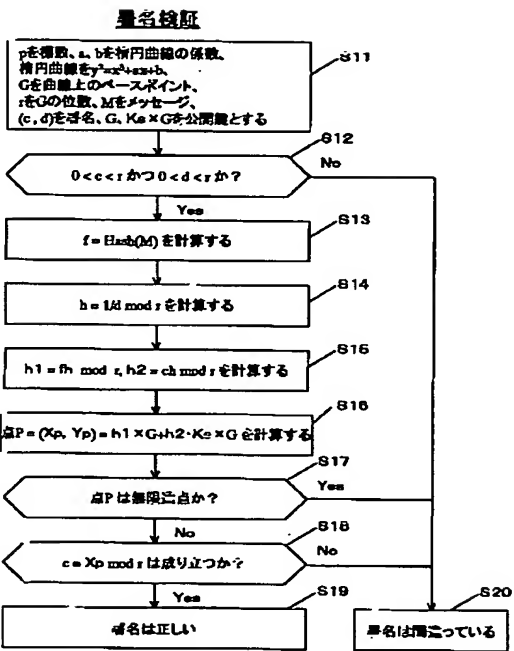 署名検証
pを標数、a、bを楕円曲線の係数、
楕円曲線をy²=x³+ax+b、
Gを曲線上のベースポイント、
rをGの位数、Mをメッセージ、
(c, d)を署名、G、Ks×Gを公開鍵とする
S11
0<c<rかつ0<d<rか?
S12
No
Yes
f = Hash(M) を計算する
S13
h = 1/d mod r を計算する
S14
h1 = fh mod r, h2 = ch mod r を計算する
S15
点P = (Xp, Yp) = h1×G+h2・Ks×G を計算する
S16
点P は無限遠点か?
S17
Yes
No
c = Xp mod r は成り立つか?
S18
No
Yes
署名は正しい
S19
署名は間違っている
S20